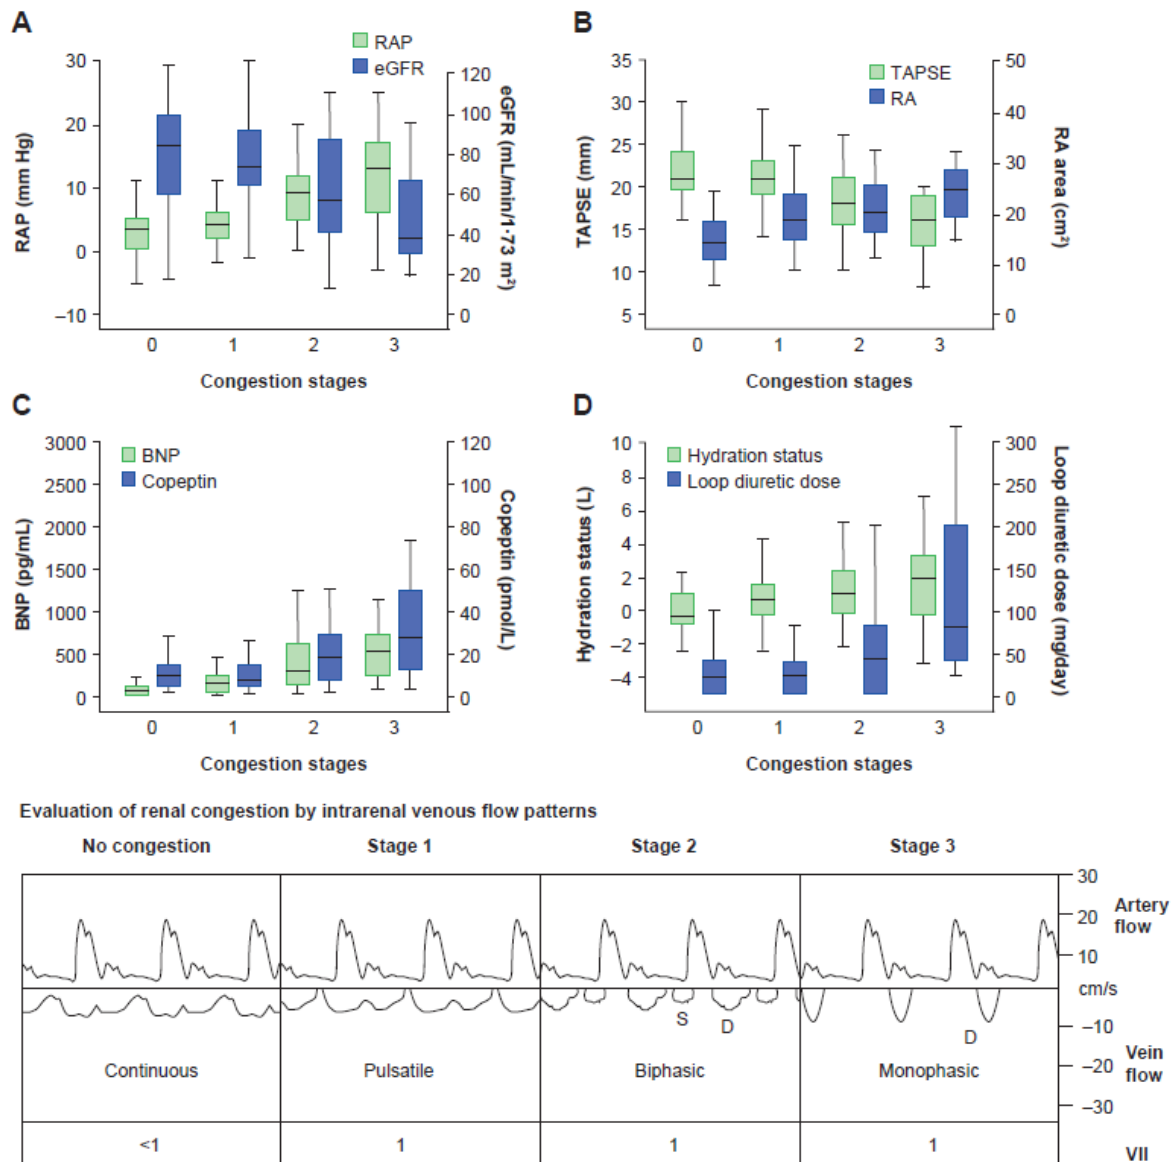 A
RAP
eGFR
30
20
10
0
–10
RAP (mm Hg)
120
100
80
60
40
20
0
eGFR (mL/min/1·73 m²)
0 1 2 3
Congestion stages
B
TAPSE
RA
35
30
25
20
15
10
5
TAPSE (mm)
50
40
30
20
10
0
RA area (cm²)
0 1 2 3
Congestion stages
C
BNP
Copeptin
3000
2500
2000
1500
1000
500
0
BNP (pg/mL)
120
100
80
60
40
20
0
Copeptin (pmol/L)
0 1 2 3
Congestion stages
D
Hydration status
Loop diuretic dose
10
8
6
4
2
0
–2
–4
Hydration status (L)
300
250
200
150
100
50
0
Loop diuretic dose (mg/day)
0 1 2 3
Congestion stages
Evaluation of renal congestion by intrarenal venous flow patterns
No congestion Stage 1 Stage 2 Stage 3
30
20
10
cm/s
–10
–20
–30
Artery
flow
Vein
flow
S D D
Continuous Pulsatile Biphasic Monophasic
<1 1 1 1 VII